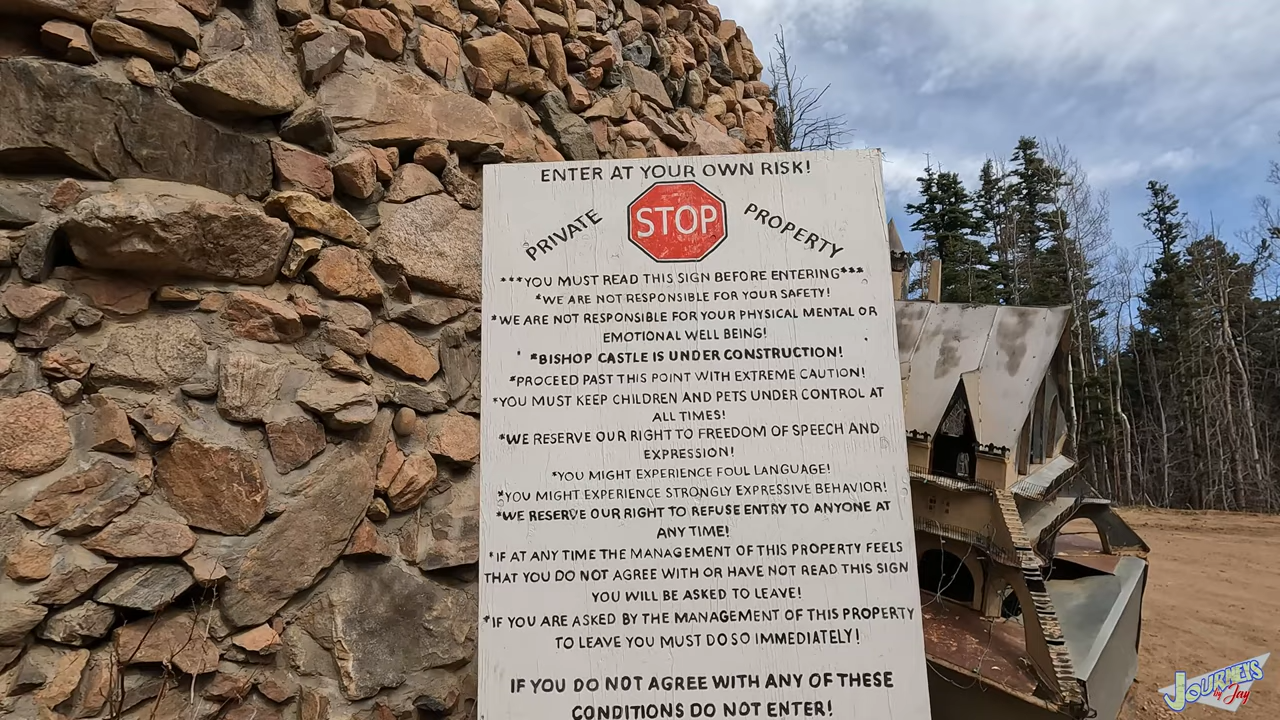 ENTER AT YOUR OWN RISK!
PRIVATE STOP PROPERTY
***YOU MUST READ THIS SIGN BEFORE ENTERING***
*WE ARE NOT RESPONSIBLE FOR YOUR SAFETY!
*WE ARE NOT RESPONSIBLE FOR YOUR PHYSICAL MENTAL OR
EMOTIONAL WELL BEING!
*BISHOP CASTLE IS UNDER CONSTRUCTION!
*PROCEED PAST THIS POINT WITH EXTREME CAUTION!
*YOU MUST KEEP CHILDREN AND PETS UNDER CONTROL AT
ALL TIMES!
*WE RESERVE OUR RIGHT TO FREEDOM OF SPEECH AND
EXPRESSION!
*YOU MIGHT EXPERIENCE FOUL LANGUAGE!
*YOU MIGHT EXPERIENCE STRONGLY EXPRESSIVE BEHAVIOR!
*WE RESERVE OUR RIGHT TO REFUSE ENTRY TO ANYONE AT
ANY TIME!
*IF AT ANY TIME THE MANAGEMENT OF THIS PROPERTY FEELS
THAT YOU DO NOT AGREE WITH OR HAVE NOT READ THIS SIGN
YOU WILL BE ASKED TO LEAVE!
*IF YOU ARE ASKED BY THE MANAGEMENT OF THIS PROPERTY
TO LEAVE YOU MUST DO SO IMMEDIATELY!
IF YOU DO NOT AGREE WITH ANY OF THESE
CONDITIONS DO NOT ENTER!
JOURNEYS
by Jay